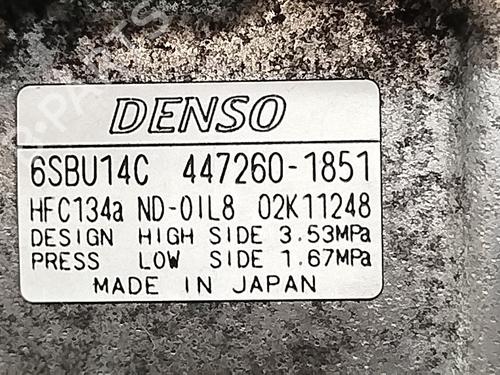 DENSO
6SBU14C 447260-1851
HFC134a ND-OIL8 02K11248
DESIGN HIGH SIDE 3.53MPa
PRESS LOW SIDE 1.67MPa
MADE IN JAPAN